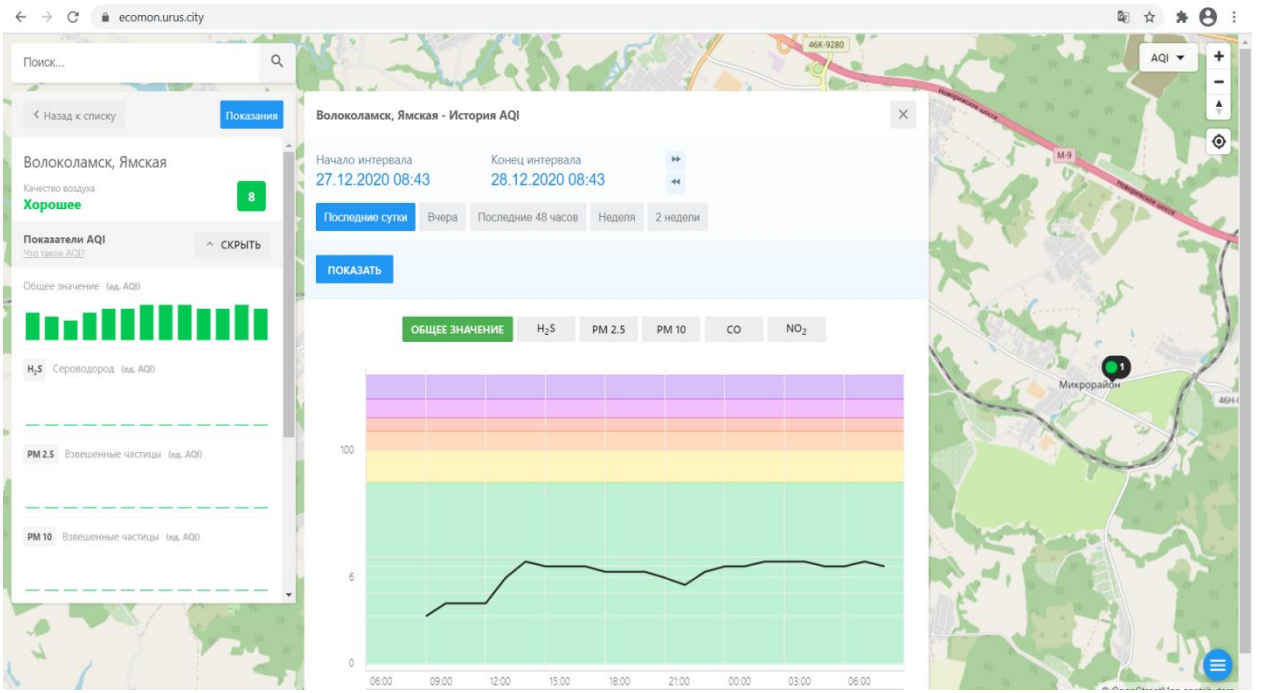 ecomon.urus.city
Поиск...
AQI
Назад к списку
Показания
Волоколамск, Ямская
Качество воздуха
Хорошее
8
Показатели AQI
Что такое AQI?
СКРЫТЬ
Общее значение (ед. AQI)
H₂S Сероводород (ед. AQI)
PM 2.5 Взвешенные частицы (ед. AQI)
PM 10 Взвешенные частицы (ед. AQI)
Волоколамск, Ямская - История AQI
Начало интервала
Конец интервала
27.12.2020 08:43
28.12.2020 08:43
Последние сутки
Вчера
Последние 48 часов
Неделя
2 недели
ПОКАЗАТЬ
ОБЩЕЕ ЗНАЧЕНИЕ
H₂S
PM 2.5
PM 10
CO
NO₂
100
6
0
06:00
09:00
12:00
15:00
18:00
21:00
00:00
03:00
06:00
46К-9280
Новорижское шоссе
М-9
Новорижское шоссе
1
Микрорайон
© OpenStreetMap contributors